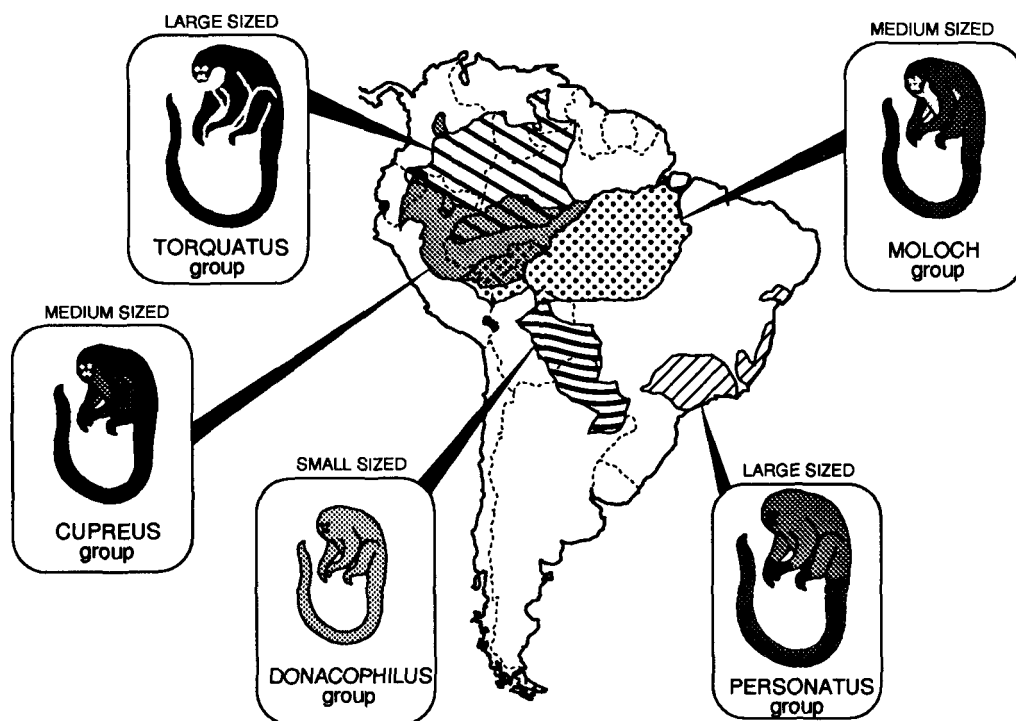 LARGE SIZED
TORQUATUS
group
MEDIUM SIZED
MOLOCH
group
MEDIUM SIZED
CUPREUS
group
SMALL SIZED
DONACOPHILUS
group
LARGE SIZED
PERSONATUS
group